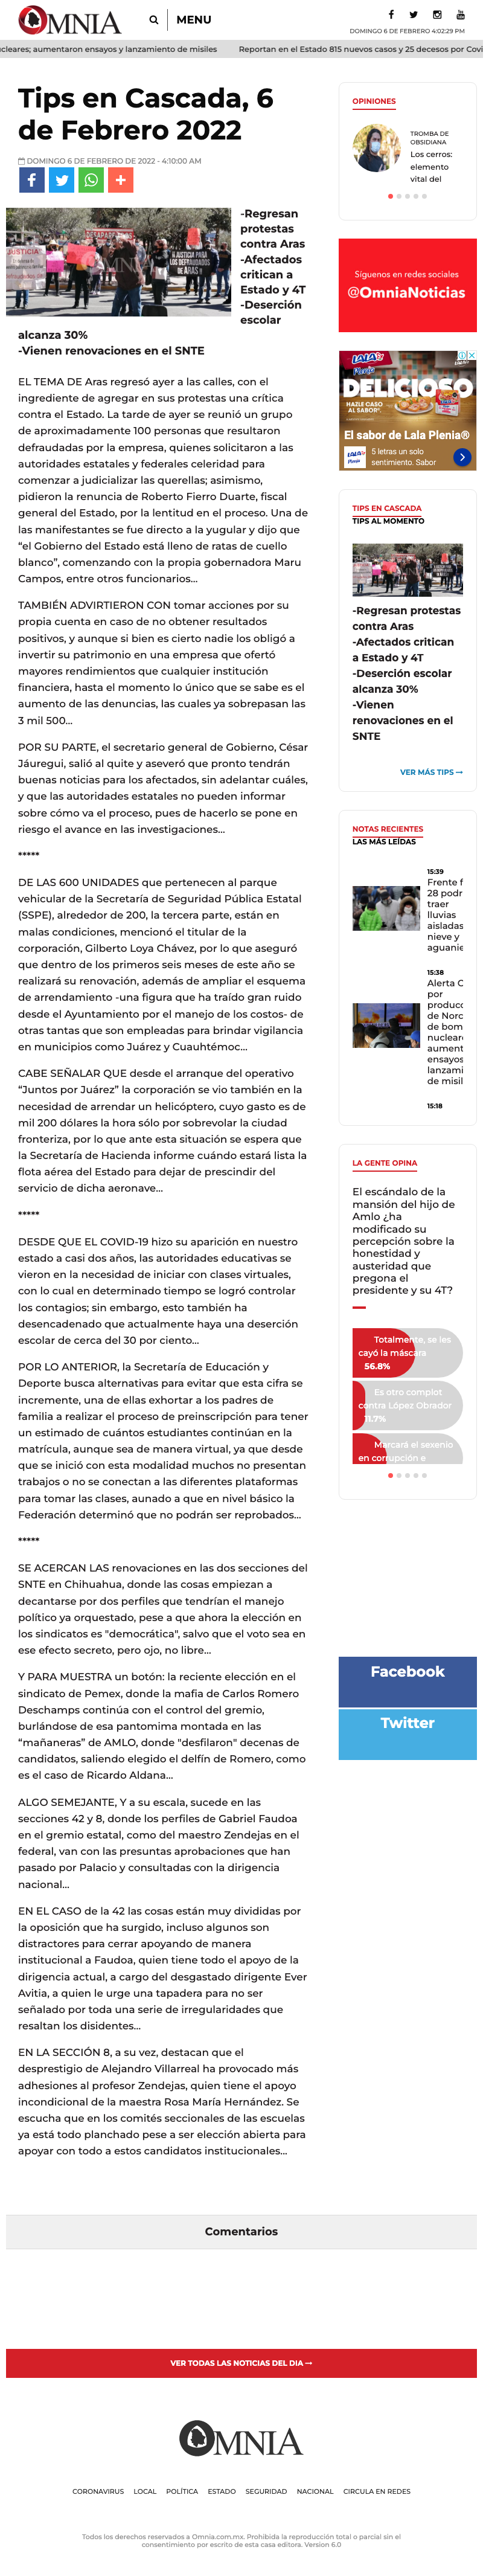 OMNIA
MENU
DOMINGO 6 DE FEBRERO 4:02:29 PM
cleares; aumentaron ensayos y lanzamiento de misiles
Reportan en el Estado 815 nuevos casos y 25 decesos por Covi
Tips en Cascada, 6
de Febrero 2022
DOMINGO 6 DE FEBRERO DE 2022 - 4:10:00 AM
-Regresan
protestas
contra Aras
-Afectados
critican a
Estado y 4T
-Deserción
escolar
alcanza 30%
-Vienen renovaciones en el SNTE
EL TEMA DE Aras regresó ayer a las calles, con el
ingrediente de agregar en sus protestas una crítica
contra el Estado. La tarde de ayer se reunió un grupo
de aproximadamente 100 personas que resultaron
defraudadas por la empresa, quienes solicitaron a las
autoridades estatales y federales celeridad para
comenzar a judicializar las querellas; asimismo,
pidieron la renuncia de Roberto Fierro Duarte, fiscal
general del Estado, por la lentitud en el proceso. Una de
las manifestantes se fue directo a la yugular y dijo que
“el Gobierno del Estado está lleno de ratas de cuello
blanco”, comenzando con la propia gobernadora Maru
Campos, entre otros funcionarios...
TAMBIÉN ADVIRTIERON CON tomar acciones por su
propia cuenta en caso de no obtener resultados
positivos, y aunque si bien es cierto nadie los obligó a
invertir su patrimonio en una empresa que ofertó
mayores rendimientos que cualquier institución
financiera, hasta el momento lo único que se sabe es el
aumento de las denuncias, las cuales ya sobrepasan las
3 mil 500...
POR SU PARTE, el secretario general de Gobierno, César
Jáuregui, salió al quite y aseveró que pronto tendrán
buenas noticias para los afectados, sin adelantar cuáles,
y que las autoridades estatales no pueden informar
sobre cómo va el proceso, pues de hacerlo se pone en
riesgo el avance en las investigaciones...
*****
DE LAS 600 UNIDADES que pertenecen al parque
vehicular de la Secretaría de Seguridad Pública Estatal
(SSPE), alrededor de 200, la tercera parte, están en
malas condiciones, mencionó el titular de la
corporación, Gilberto Loya Chávez, por lo que aseguró
que dentro de los primeros seis meses de este año se
realizará su renovación, además de ampliar el esquema
de arrendamiento -una figura que ha traído gran ruido
desde el Ayuntamiento por el manejo de los costos- de
otras tantas que son empleadas para brindar vigilancia
en municipios como Juárez y Cuauhtémoc...
CABE SEÑALAR QUE desde el arranque del operativo
“Juntos por Juárez” la corporación se vio también en la
necesidad de arrendar un helicóptero, cuyo gasto es de
mil 200 dólares la hora sólo por sobrevolar la ciudad
fronteriza, por lo que ante esta situación se espera que
la Secretaría de Hacienda informe cuándo estará lista la
flota aérea del Estado para dejar de prescindir del
servicio de dicha aeronave...
*****
DESDE QUE EL COVID-19 hizo su aparición en nuestro
estado a casi dos años, las autoridades educativas se
vieron en la necesidad de iniciar con clases virtuales,
con lo cual en determinado tiempo se logró controlar
los contagios; sin embargo, esto también ha
desencadenado que actualmente haya una deserción
escolar de cerca del 30 por ciento...
POR LO ANTERIOR, la Secretaría de Educación y
Deporte busca alternativas para evitar que esta cifra se
incremente, una de ellas exhortar a los padres de
familia a realizar el proceso de preinscripción para tener
un estimado de cuántos estudiantes continúan en la
matrícula, aunque sea de manera virtual, ya que desde
que se inició con esta modalidad muchos no presentan
trabajos o no se conectan a las diferentes plataformas
para tomar las clases, aunado a que en nivel básico la
Federación determinó que no podrán ser reprobados...
*****
SE ACERCAN LAS renovaciones en las dos secciones del
SNTE en Chihuahua, donde las cosas empiezan a
decantarse por dos perfiles que tendrían el manejo
político ya orquestado, pese a que ahora la elección en
los sindicatos es "democrática", salvo que el voto sea en
ese efecto secreto, pero ojo, no libre...
Y PARA MUESTRA un botón: la reciente elección en el
sindicato de Pemex, donde la mafia de Carlos Romero
Deschamps continúa con el control del gremio,
burlándose de esa pantomima montada en las
“mañaneras” de AMLO, donde "desfilaron" decenas de
candidatos, saliendo elegido el delfín de Romero, como
es el caso de Ricardo Aldana...
ALGO SEMEJANTE, Y a su escala, sucede en las
secciones 42 y 8, donde los perfiles de Gabriel Faudoa
en el gremio estatal, como del maestro Zendejas en el
federal, van con las presuntas aprobaciones que han
pasado por Palacio y consultadas con la dirigencia
nacional...
EN EL CASO de la 42 las cosas están muy divididas por
la oposición que ha surgido, incluso algunos son
distractores para cerrar apoyando de manera
institucional a Faudoa, quien tiene todo el apoyo de la
dirigencia actual, a cargo del desgastado dirigente Ever
Avitia, a quien le urge una tapadera para no ser
señalado por toda una serie de irregularidades que
resaltan los disidentes...
EN LA SECCIÓN 8, a su vez, destacan que el
desprestigio de Alejandro Villarreal ha provocado más
adhesiones al profesor Zendejas, quien tiene el apoyo
incondicional de la maestra Rosa María Hernández. Se
escucha que en los comités seccionales de las escuelas
ya está todo planchado pese a ser elección abierta para
apoyar con todo a estos candidatos institucionales...
OPINIONES
TROMBA DE
OBSIDIANA
Los cerros:
elemento
vital del
Síguenos en redes sociales
@OmniaNoticias
LALA
Plenia
DELICIOSO
HAZLE CASO
AL SABOR
El sabor de Lala Plenia®
5 letras un solo
sentimiento. Sabor
TIPS EN CASCADA
TIPS AL MOMENTO
-Regresan protestas
contra Aras
-Afectados critican
a Estado y 4T
-Deserción escolar
alcanza 30%
-Vienen
renovaciones en el
SNTE
VER MÁS TIPS
NOTAS RECIENTES
LAS MÁS LEÍDAS
15:39
Frente f
28 podr
traer
lluvias
aisladas
nieve y
aguanie
15:38
Alerta O
por
producc
de Norc
de bom
nuclear
aument
ensayos
lanzami
de misil
15:18
LA GENTE OPINA
El escándalo de la
mansión del hijo de
Amlo ¿ha
modificado su
percepción sobre la
honestidad y
austeridad que
pregona el
presidente y su 4T?
Totalmente, se les
cayó la máscara
56.8%
Es otro complot
contra López Obrador
11.7%
Marcará el sexenio
en corrupción e
Facebook
Twitter
Comentarios
VER TODAS LAS NOTICIAS DEL DIA
OMNIA
CORONAVIRUS LOCAL POLÍTICA ESTADO SEGURIDAD NACIONAL CIRCULA EN REDES
Todos los derechos reservados a Omnia.com.mx. Prohibida la reproducción total o parcial sin el
consentimiento por escrito de esta casa editora. Version 6.0